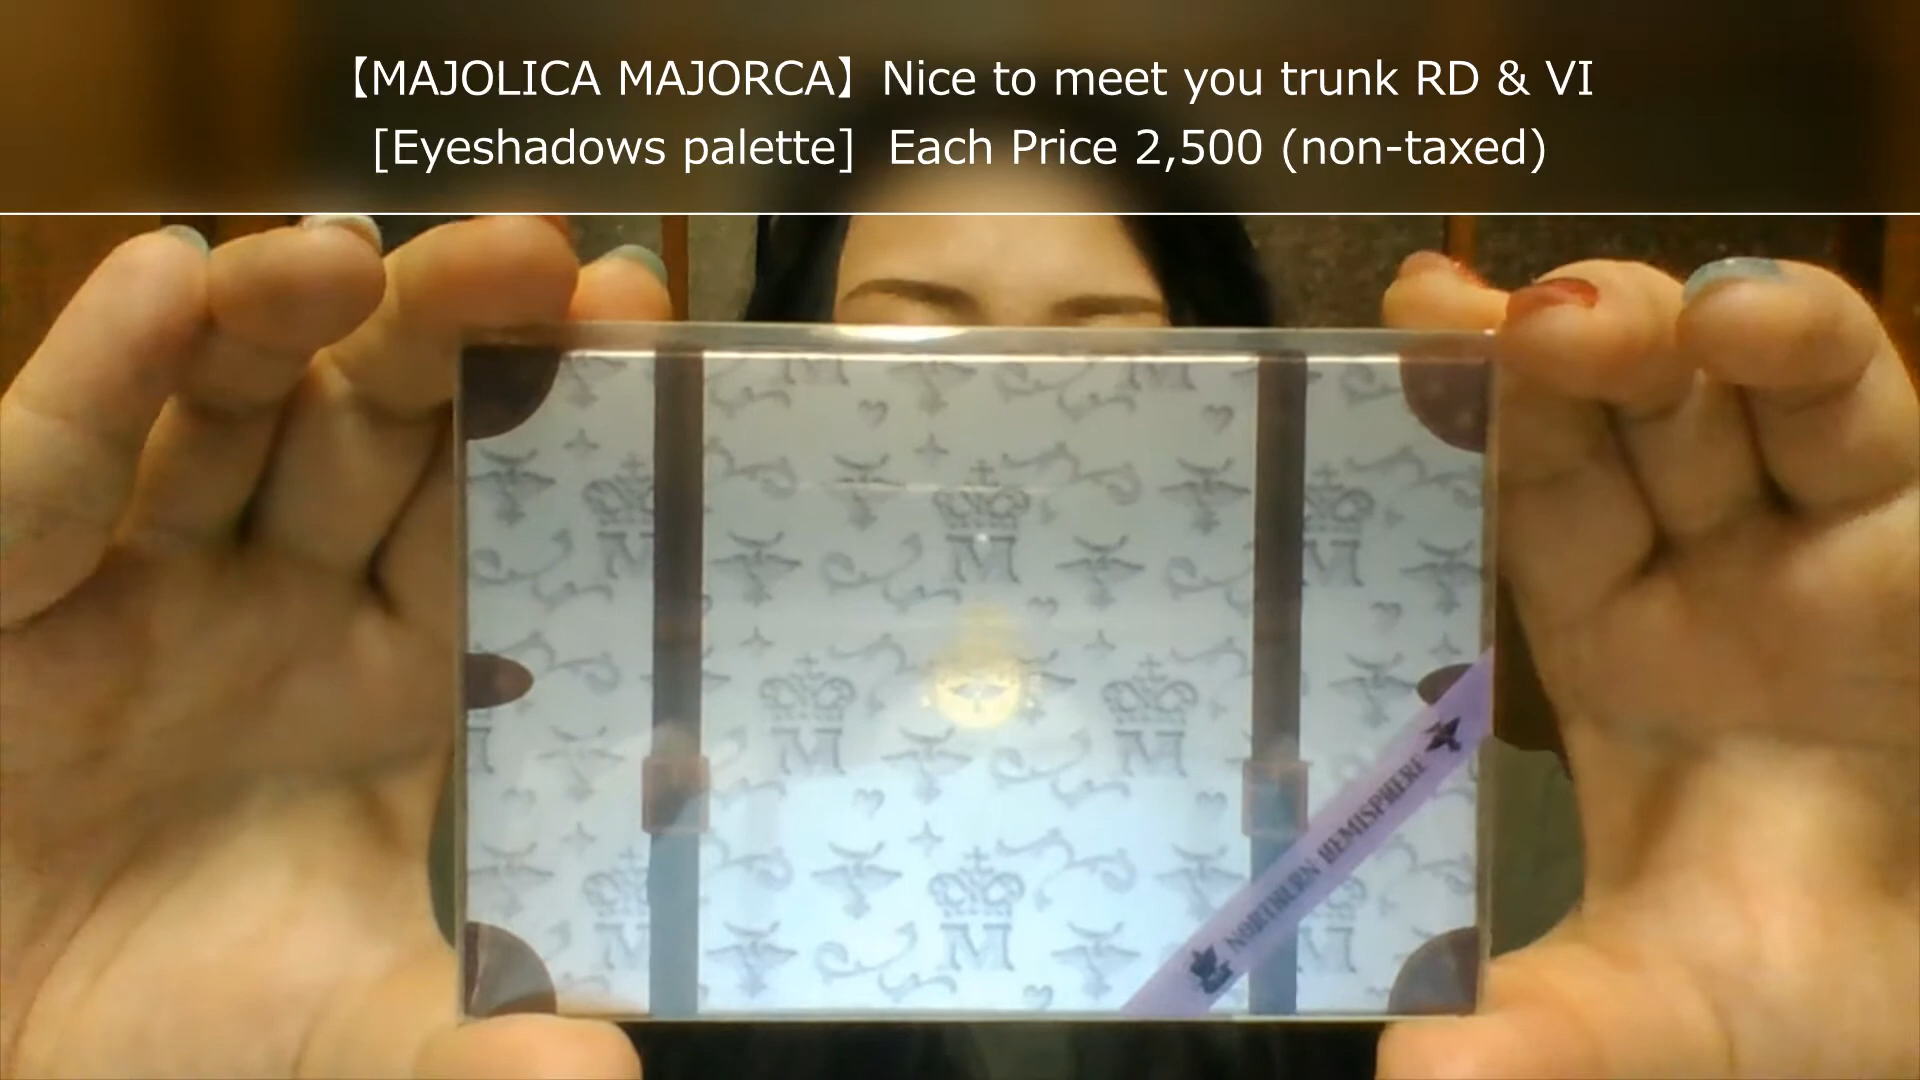 【MAJOLICA MAJORCA】Nice to meet you trunk RD & VI
[Eyeshadows palette] Each Price 2,500 (non-taxed)
M
M
M
M
M
M
M
M
M
M
NORTHERN HEMISPHERE